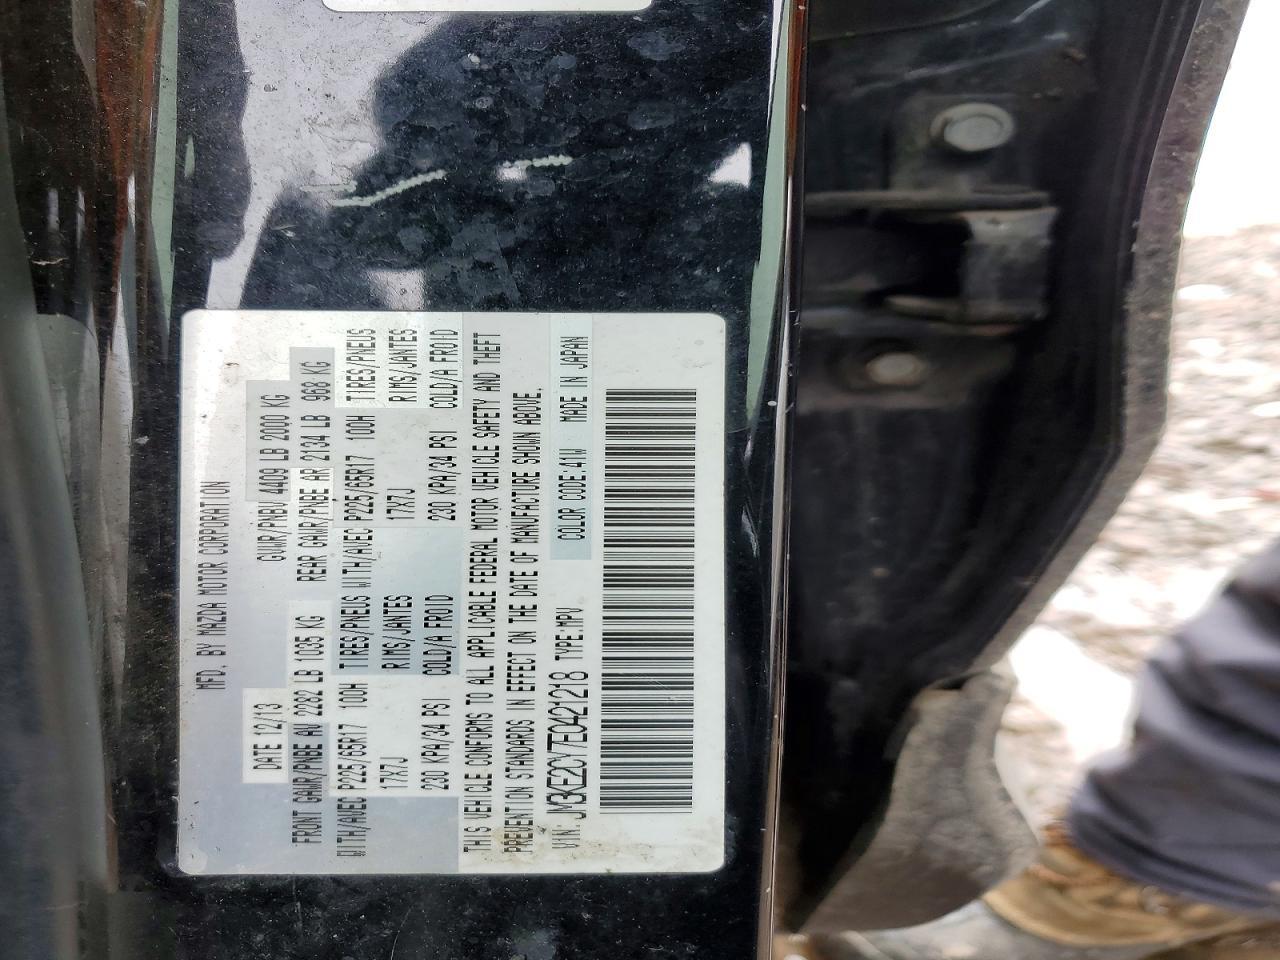 MFD. BY MAZDA MOTOR CORPORATION
DATE 12/13 GVWR/PNBV 4409 LB 2000 KG
FRONT GAWR/PNBE AV 2282 LB 1035 KG REAR GAWR/PNBE AR 2134 LB 968 KG
WITH/AVEC P225/65R17 100H TIRES/PNEUS WITH/AVEC P225/65R17 100H TIRES/PNEUS
17X7J RIMS/JANTES 17X7J RIMS/JANTES
230 KPA/34 PSI COLD/A FROID 230 KPA/34 PSI COLD/A FROID
THIS VEHICLE CONFORMS TO ALL APPLICABLE FEDERAL MOTOR VEHICLE SAFETY AND THEFT
PREVENTION STANDARDS IN EFFECT ON THE DATE OF MANUFACTURE SHOWN ABOVE.
V.I.N.: JM3KE2CY7E0421218 TYPE:MPV COLOR CODE:41W MADE IN JAPAN